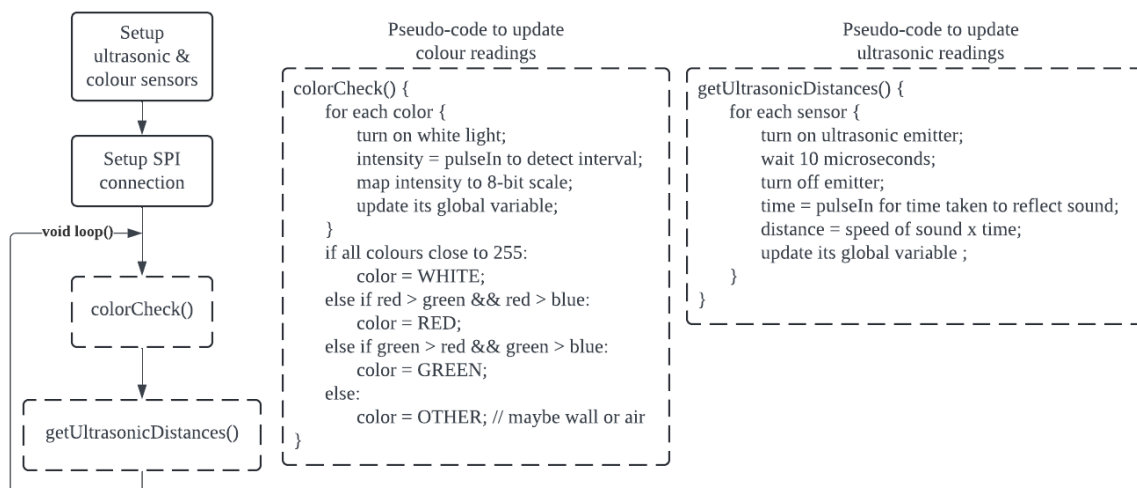 Setup
ultrasonic &
colour sensors
Setup SPI
connection
void loop()
colorCheck()
getUltrasonicDistances()
Pseudo-code to update
colour readings
colorCheck() {
for each color {
turn on white light;
intensity = pulseIn to detect interval;
map intensity to 8-bit scale;
update its global variable;
}
if all colours close to 255:
color = WHITE;
else if red > green && red > blue:
color = RED;
else if green > red && green > blue:
color = GREEN;
else:
color = OTHER; // maybe wall or air
}
Pseudo-code to update
ultrasonic readings
getUltrasonicDistances() {
for each sensor {
turn on ultrasonic emitter;
wait 10 microseconds;
turn off emitter;
time = pulseIn for time taken to reflect sound;
distance = speed of sound x time;
update its global variable ;
}
}